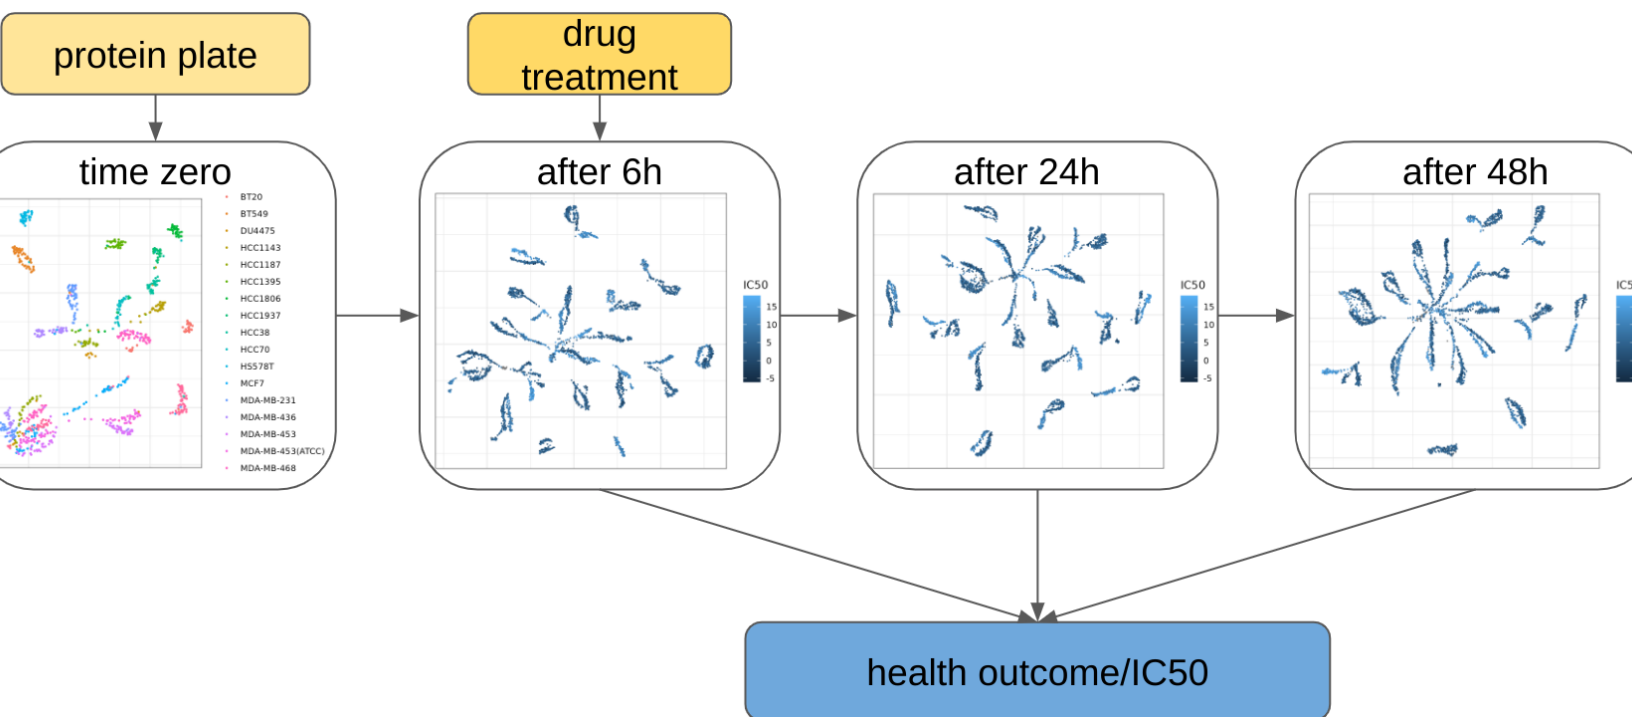 protein plate
drug
treatment
time zero
BT20
BT549
DU4475
HCC1143
HCC1187
HCC1395
HCC1806
HCC1937
HCC38
HCC70
HS578T
MCF7
MDA-MB-231
MDA-MB-436
MDA-MB-453
MDA-MB-453(ATCC)
MDA-MB-468
after 6h
IC50
15
10
5
0
-5
after 24h
IC50
15
10
5
0
-5
after 48h
IC5
health outcome/IC50